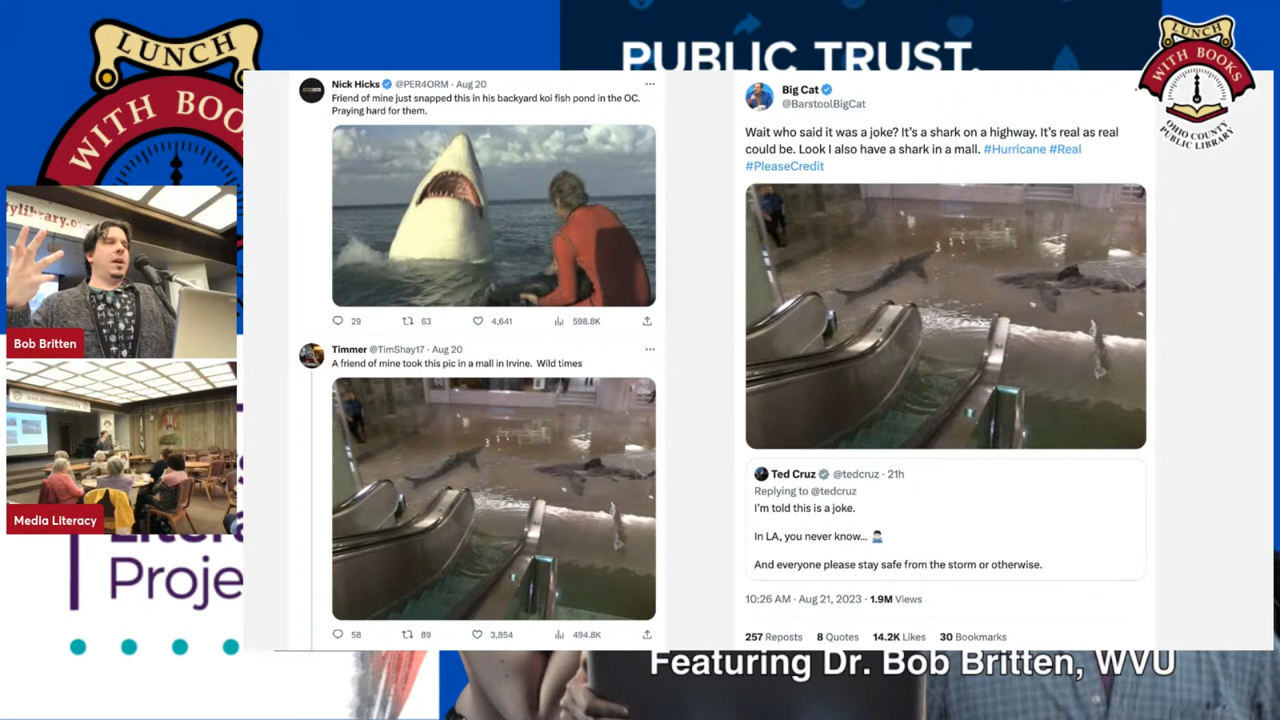 LUNCH
WITH BOO
PUBLIC TRUST.
LUNCH
WITH BOOKS
OHIO COUNTY
PUBLIC LIBRARY
Nick Hicks @PER4ORM · Aug 20
Friend of mine just snapped this in his backyard koi fish pond in the OC.
Praying hard for them.
29 63 4,641 598.8K
Timmer @TimShay17 · Aug 20
A friend of mine took this pic in a mall in Irvine. Wild times
58 89 3,854 494.8K
Big Cat
@BarstoolBigCat
Wait who said it was a joke? It's a shark on a highway. It's real as real
could be. Look I also have a shark in a mall. #Hurricane #Real
#PleaseCredit
Ted Cruz @tedcruz · 21h
Replying to @tedcruz
I'm told this is a joke.
In LA, you never know...
And everyone please stay safe from the storm or otherwise.
10:26 AM · Aug 21, 2023 · 1.9M Views
257 Reposts 8 Quotes 14.2K Likes 30 Bookmarks
ylibrary.o
Bob Britten
Media Literacy
Proje
Featuring Dr. Bob Britten, WVU